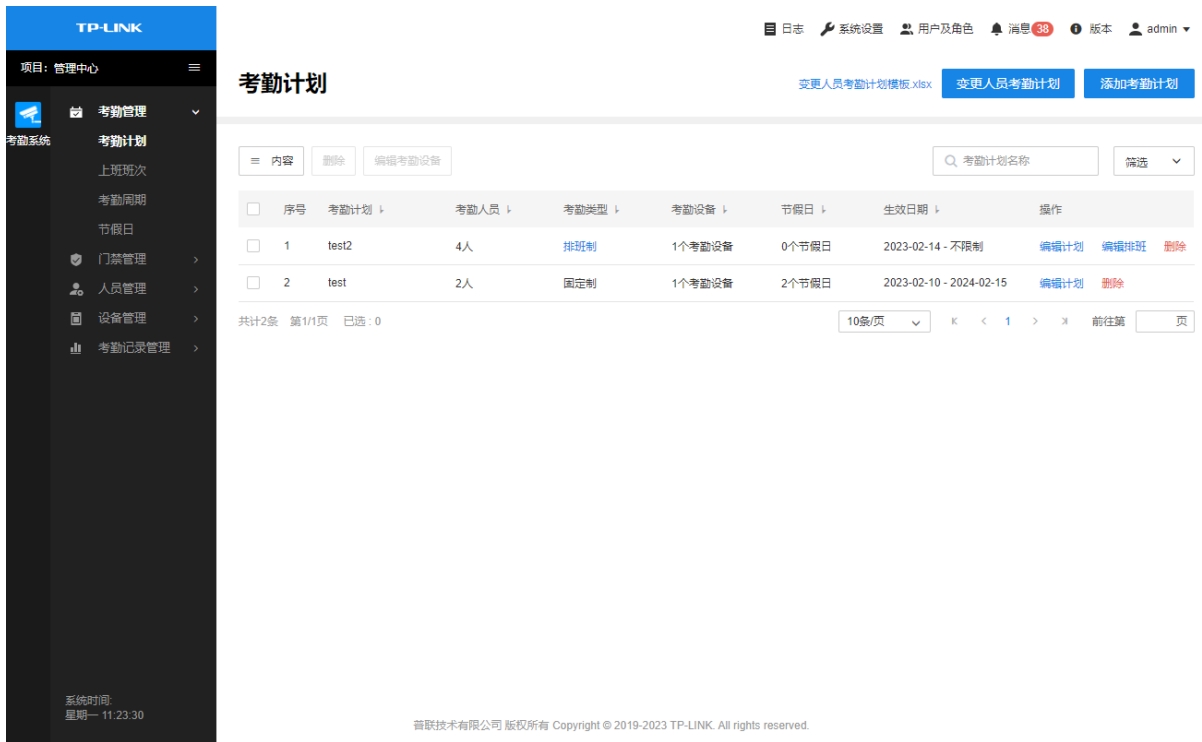 TP-LINK
日志 系统设置 用户及角色 消息 38 版本 admin
项目：管理中心
考勤系统
考勤管理
考勤计划
上班班次
考勤周期
节假日
门禁管理
人员管理
设备管理
考勤记录管理
系统时间:
星期一 11:23:30
考勤计划 变更人员考勤计划模板.xlsx 变更人员考勤计划 添加考勤计划
内容 删除 编辑考勤设备 考勤计划名称 筛选
序号 考勤计划 考勤人员 考勤类型 考勤设备 节假日 生效日期 操作
1 test2 4人 排班制 1个考勤设备 0个节假日 2023-02-14 - 不限制 编辑计划 编辑排班 删除
2 test 2人 固定制 1个考勤设备 2个节假日 2023-02-10 - 2024-02-15 编辑计划 删除
共计2条 第1/1页 已选 : 0 10条/页 1 前往第 页
普联技术有限公司 版权所有 Copyright © 2019-2023 TP-LINK. All rights reserved.